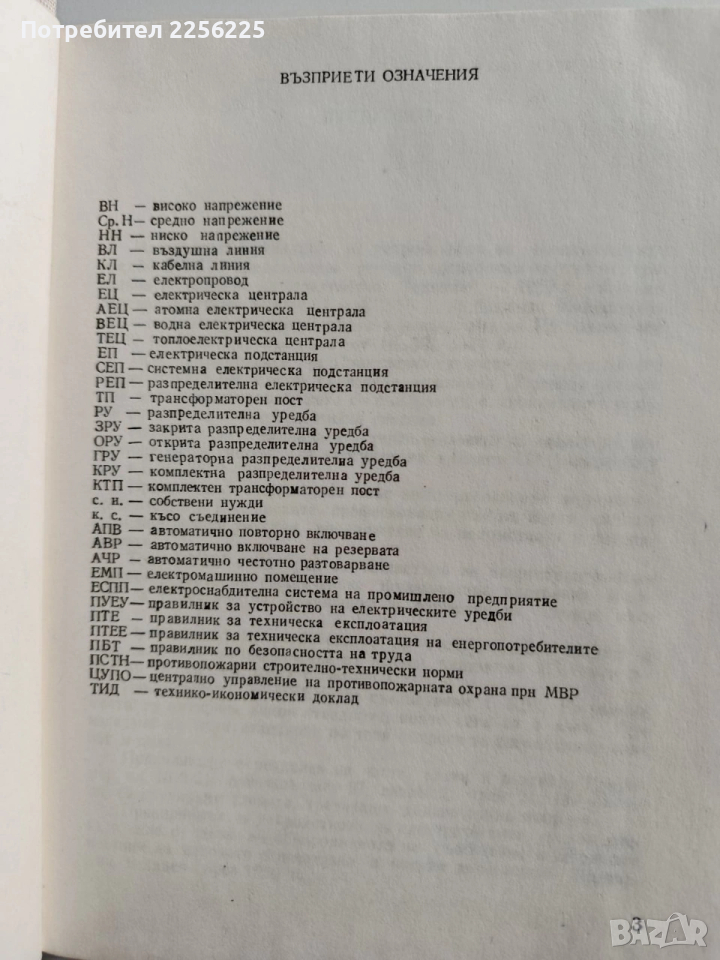 Потребител 2256225
ВЪЗПРИЕТИ ОЗНАЧЕНИЯ
ВН — високо напрежение
Ср. Н— средно напрежение
НН — ниско напрежение
ВЛ — въздушна линия
КЛ — кабелна линия
ЕЛ — електропровод
ЕЦ — електрическа централа
АЕЦ — атомна електрическа централа
ВЕЦ — водна електрическа централа
ТЕЦ — топлоелектрическа централа
ЕП — електрическа подстанция
СЕП —системна електрическа подстанция
РЕП —разпределителна електрическа подстанция
ТП — трансформаторен пост
РУ — разпределителна уредба
ЗРУ — закрита разпределителна уредба
ОРУ — открита разпределителна уредба
ГРУ — генераторна разпределителна уредба
КРУ — комплектна разпределителна уредба
КТП — комплектен трансформаторен пост
с. н. — собствени нужди
к. с. — късо съединение
АПВ — автоматично повторно включване
АВР — автоматично включване на резервата
АЧР — автоматично честотно разтоварване
ЕМП — електромашинно помещение
ЕСПП — електроснабдителна система на промишлено предприятие
ПУЕУ — правилник за устройство на електрическите уредби
ПТЕ — правилник за техническа експлоатация
ПТЕЕ — правилник за техническа експлоатация на енергопотребителите
ПБТ — правилник по безопасността на труда
ПСТН— противопожарни строително-технически норми
ЦУПО— централно управление на противопожарната охрана при МВР
ТИД — технико-икономически доклад
3
BAZAR